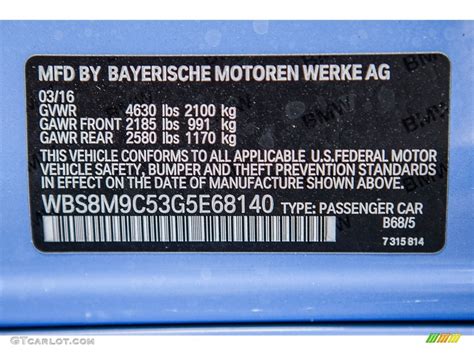 MFD BY BAYERISCHE MOTOREN WERKE AG
03/16
GVWR 4630 lbs 2100 kg
GAWR FRONT 2185 lbs 991 kg
GAWR REAR 2580 lbs 1170 kg
THIS VEHICLE CONFORMS TO ALL APPLICABLE U.S.FEDERAL MOTOR
VEHICLE SAFETY, BUMPER AND THEFT PREVENTION STANDARDS
IN EFFECT ON THE DATE OF MANUFACTURE SHOWN ABOVE.
WBS8M9C53G5E68140 TYPE: PASSENGER CAR
B68/5
7 315 814
GTCARLOT.COM